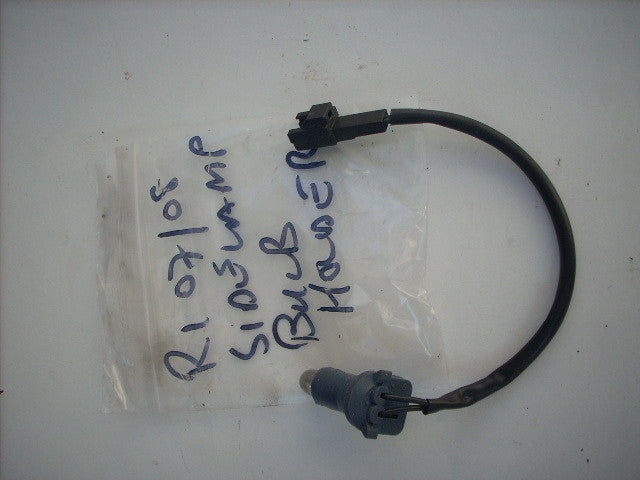 R1 07/08
SIDELAMP
BULB
HOLDER